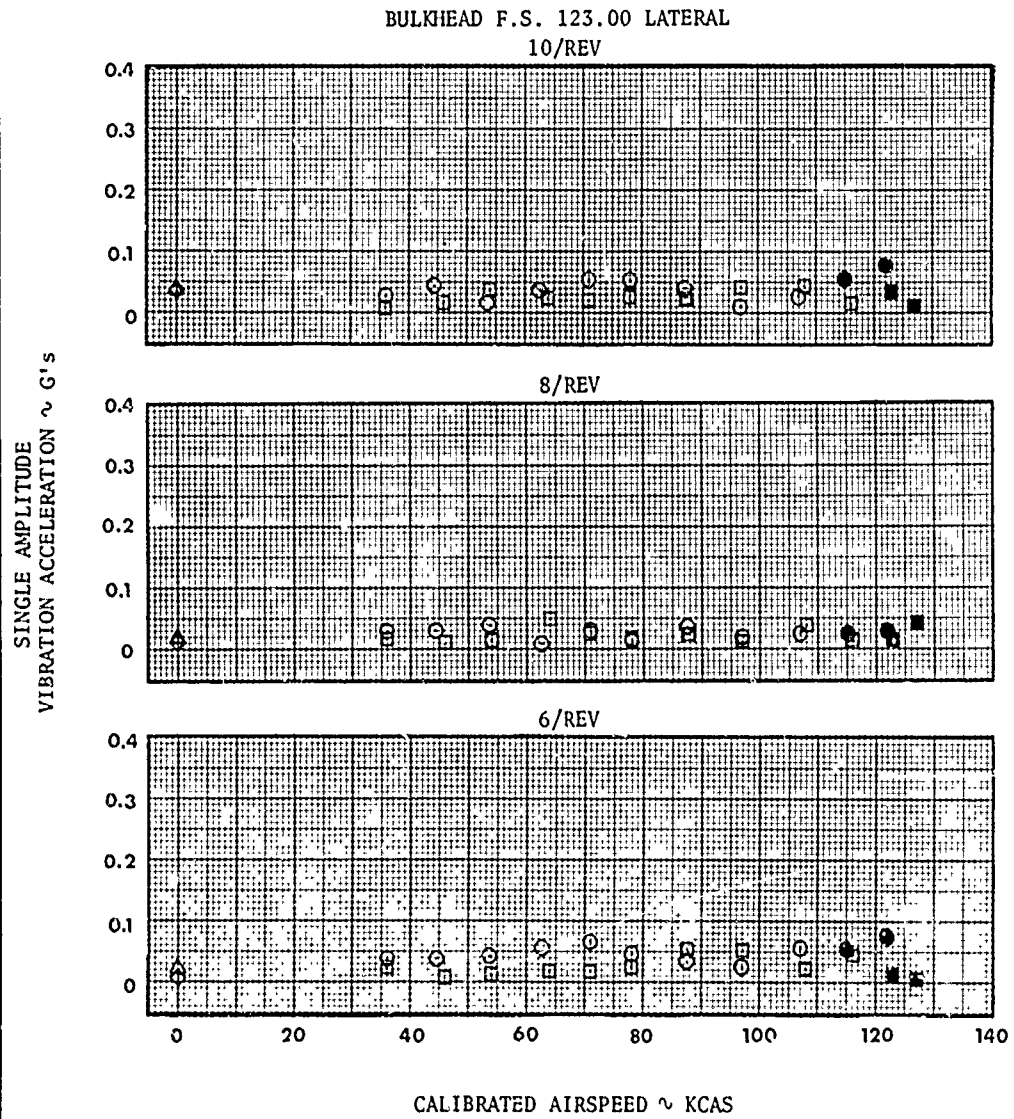 BULKHEAD F.S. 123.00 LATERAL
10/REV
0.4
0.3
0.2
0.1
0
8/REV
0.4
0.3
0.2
0.1
0
6/REV
0.4
0.3
0.2
0.1
0
0 20 40 60 80 100 120 140
SINGLE AMPLITUDE
VIBRATION ACCELERATION ~ G's
CALIBRATED AIRSPEED ~ KCAS